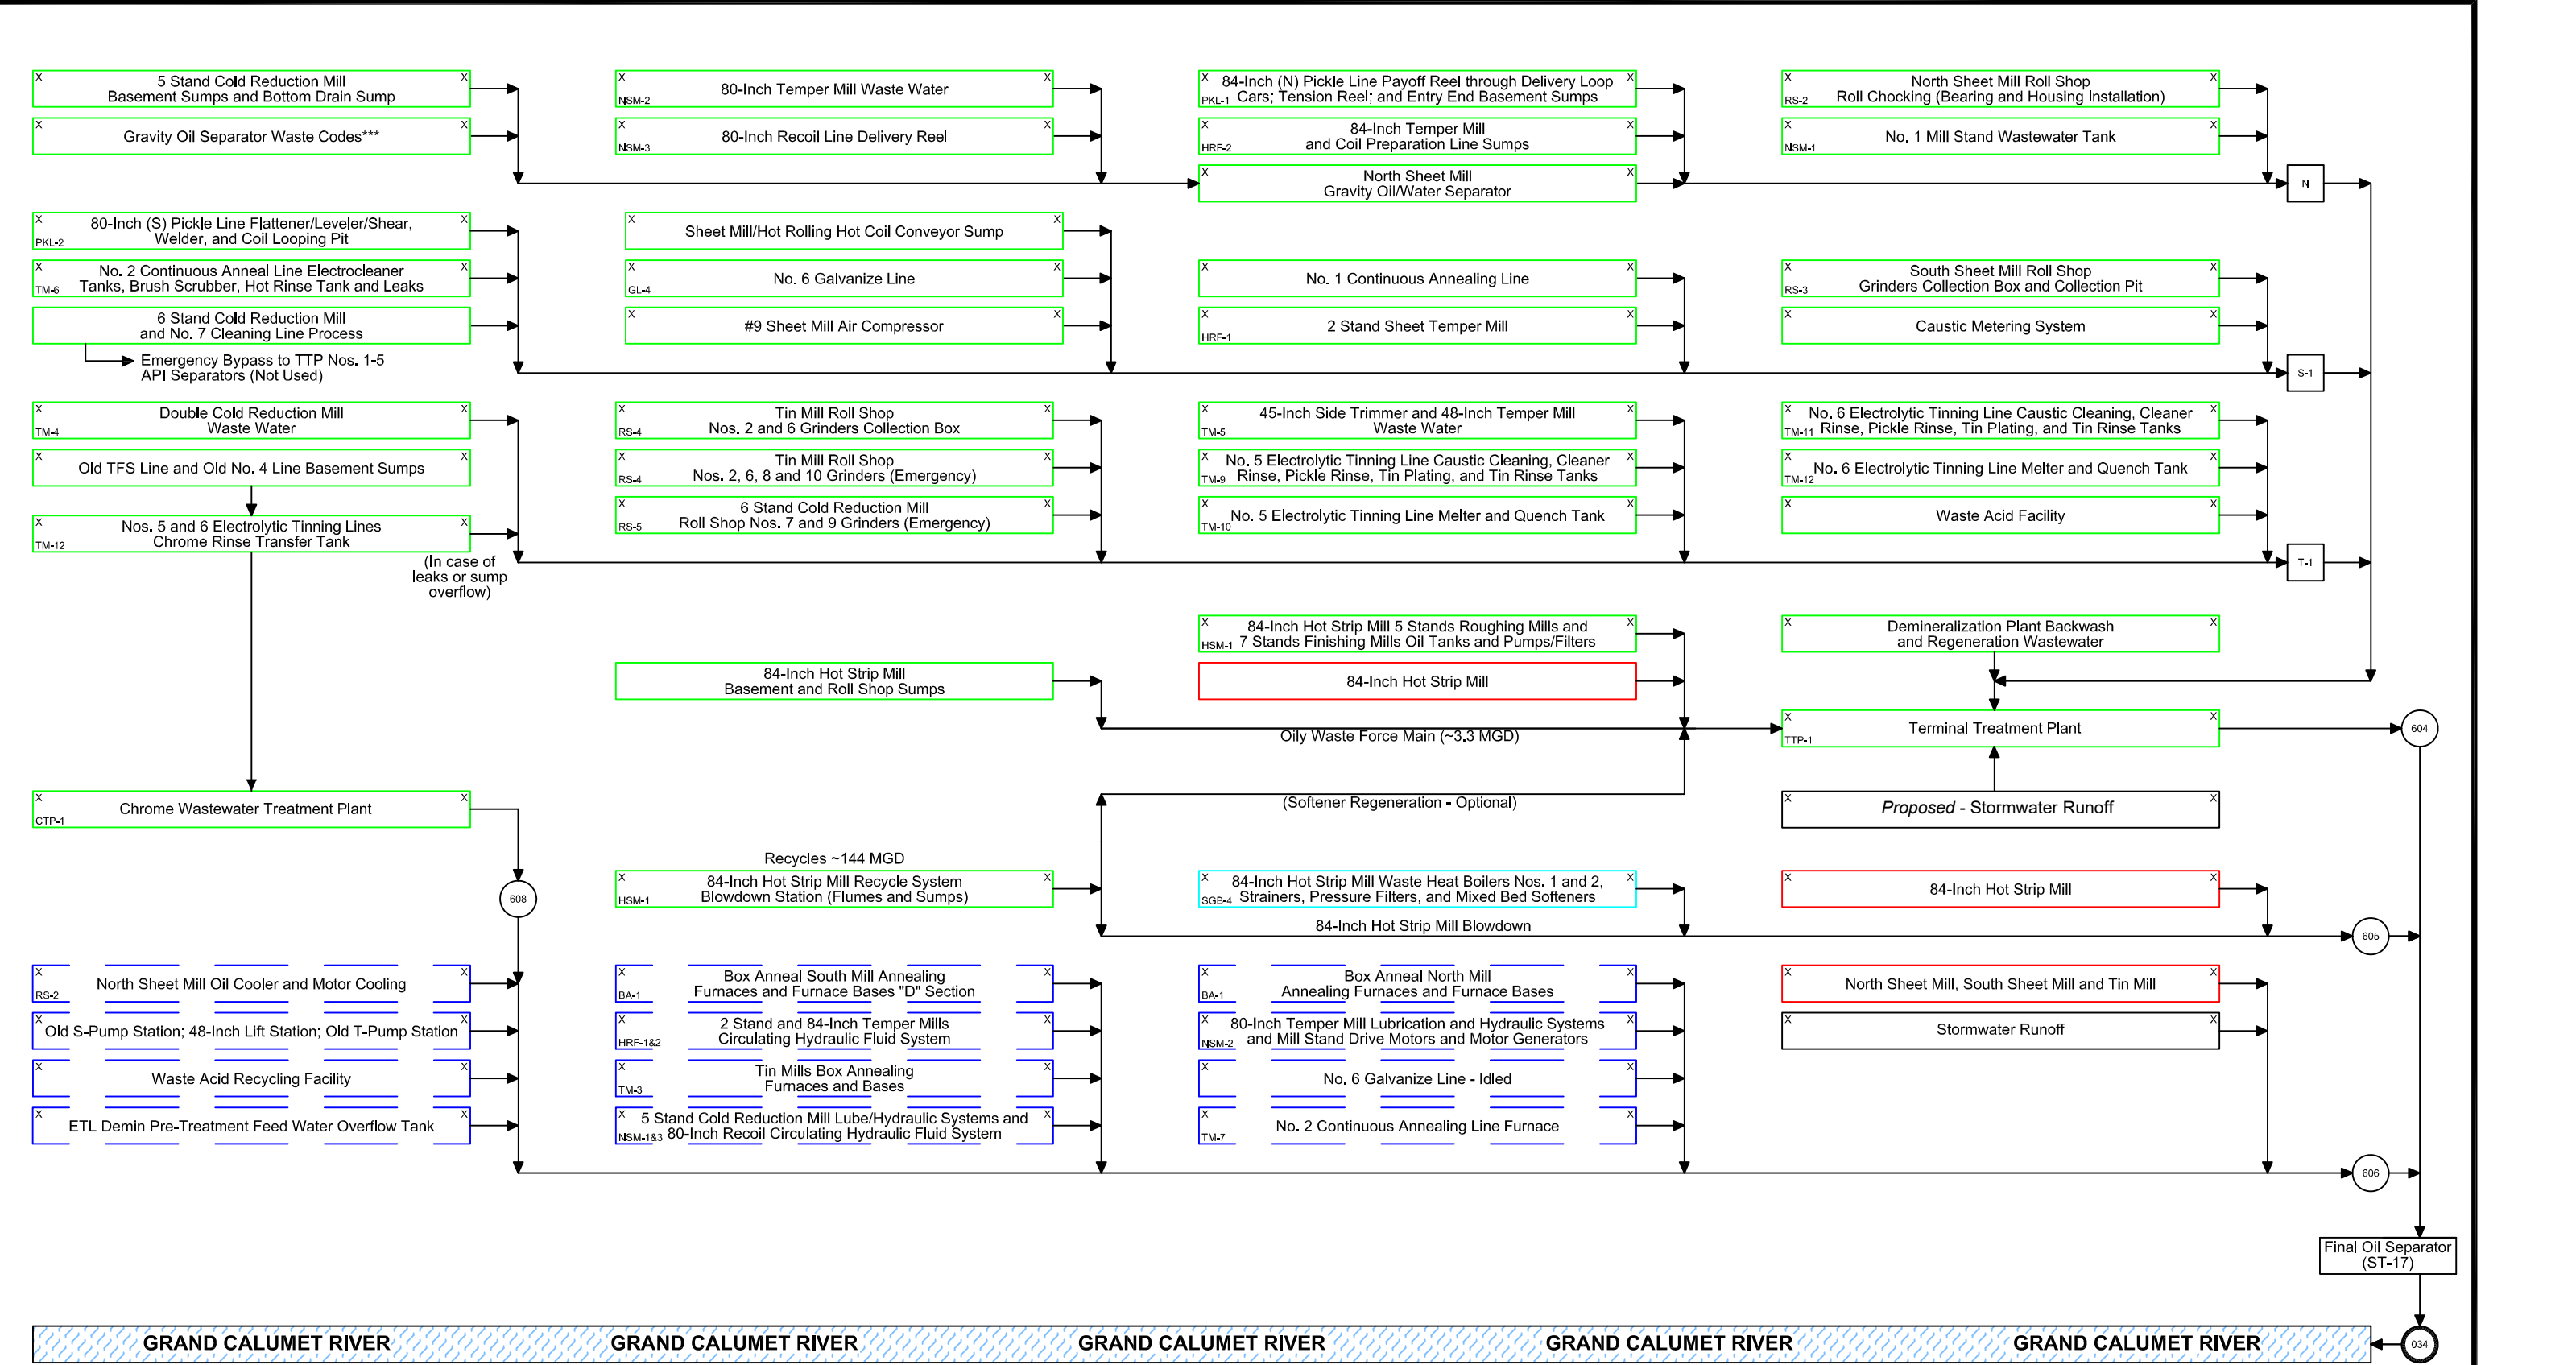 X X
5 Stand Cold Reduction Mill
Basement Sumps and Bottom Drain Sump
X X
80-Inch Temper Mill Waste Water
NSM-2
X X
84-Inch (N) Pickle Line Payoff Reel through Delivery Loop
PKL-1 Cars; Tension Reel; and Entry End Basement Sumps
X X
North Sheet Mill Roll Shop
RS-2 Roll Chocking (Bearing and Housing Installation)
X X
Gravity Oil Separator Waste Codes***
X X
80-Inch Recoil Line Delivery Reel
NSM-3
X X
84-Inch Temper Mill
HRF-2 and Coil Preparation Line Sumps
X X
No. 1 Mill Stand Wastewater Tank
NSM-1
X X
North Sheet Mill
Gravity Oil/Water Separator
N
X X
80-Inch (S) Pickle Line Flattener/Leveler/Shear,
PKL-2 Welder, and Coil Looping Pit
X X
Sheet Mill/Hot Rolling Hot Coil Conveyor Sump
X X
No. 2 Continuous Anneal Line Electrocleaner
TM-6 Tanks, Brush Scrubber, Hot Rinse Tank and Leaks
X X
No. 6 Galvanize Line
GL-4
X X
No. 1 Continuous Annealing Line
X X
South Sheet Mill Roll Shop
RS-3 Grinders Collection Box and Collection Pit
6 Stand Cold Reduction Mill
and No. 7 Cleaning Line Process
X X
#9 Sheet Mill Air Compressor
X X
2 Stand Sheet Temper Mill
HRF-1
X X
Caustic Metering System
Emergency Bypass to TTP Nos. 1-5
API Separators (Not Used)
S-1
X X
Double Cold Reduction Mill
TM-4 Waste Water
X X
Tin Mill Roll Shop
RS-4 Nos. 2 and 6 Grinders Collection Box
X X
45-Inch Side Trimmer and 48-Inch Temper Mill
TM-5 Waste Water
X X
No. 6 Electrolytic Tinning Line Caustic Cleaning, Cleaner
TM-11 Rinse, Pickle Rinse, Tin Plating, and Tin Rinse Tanks
X X
Old TFS Line and Old No. 4 Line Basement Sumps
X X
Tin Mill Roll Shop
RS-4 Nos. 2, 6, 8 and 10 Grinders (Emergency)
X X
No. 5 Electrolytic Tinning Line Caustic Cleaning, Cleaner
TM-9 Rinse, Pickle Rinse, Tin Plating, and Tin Rinse Tanks
X X
No. 6 Electrolytic Tinning Line Melter and Quench Tank
TM-12
X X
Nos. 5 and 6 Electrolytic Tinning Lines
TM-12 Chrome Rinse Transfer Tank
X X
6 Stand Cold Reduction Mill
RS-5 Roll Shop Nos. 7 and 9 Grinders (Emergency)
X X
No. 5 Electrolytic Tinning Line Melter and Quench Tank
TM-10
X X
Waste Acid Facility
(In case of
leaks or sump
overflow)
T-1
X X
84-Inch Hot Strip Mill 5 Stands Roughing Mills and
HSM-1 7 Stands Finishing Mills Oil Tanks and Pumps/Filters
X X
Demineralization Plant Backwash
and Regeneration Wastewater
84-Inch Hot Strip Mill
Basement and Roll Shop Sumps
X X
84-Inch Hot Strip Mill
Oily Waste Force Main (~3.3 MGD)
X X
Terminal Treatment Plant
TTP-1
604
X X
Chrome Wastewater Treatment Plant
CTP-1
(Softener Regeneration - Optional)
X X
Proposed - Stormwater Runoff
Recycles ~144 MGD
608
X X
84-Inch Hot Strip Mill Recycle System
HSM-1 Blowdown Station (Flumes and Sumps)
X X
84-Inch Hot Strip Mill Waste Heat Boilers Nos. 1 and 2,
SGB-4 Strainers, Pressure Filters, and Mixed Bed Softeners
X X
84-Inch Hot Strip Mill
84-Inch Hot Strip Mill Blowdown
605
X X
North Sheet Mill Oil Cooler and Motor Cooling
RS-2
X X
Box Anneal South Mill Annealing
BA-1 Furnaces and Furnace Bases "D" Section
X X
Box Anneal North Mill
BA-1 Annealing Furnaces and Furnace Bases
X X
North Sheet Mill, South Sheet Mill and Tin Mill
X X
Old S-Pump Station; 48-Inch Lift Station; Old T-Pump Station
X X
2 Stand and 84-Inch Temper Mills
HRF-1&2 Circulating Hydraulic Fluid System
X X
80-Inch Temper Mill Lubrication and Hydraulic Systems
NSM-2 and Mill Stand Drive Motors and Motor Generators
X X
Stormwater Runoff
X X
Waste Acid Recycling Facility
X X
Tin Mills Box Annealing
TM-3 Furnaces and Bases
X X
No. 6 Galvanize Line - Idled
X X
ETL Demin Pre-Treatment Feed Water Overflow Tank
X X
5 Stand Cold Reduction Mill Lube/Hydraulic Systems and
NSM-1&3 80-Inch Recoil Circulating Hydraulic Fluid System
X X
No. 2 Continuous Annealing Line Furnace
TM-7
606
Final Oil Separator
(ST-17)
GRAND CALUMET RIVER GRAND CALUMET RIVER GRAND CALUMET RIVER GRAND CALUMET RIVER GRAND CALUMET RIVER
034